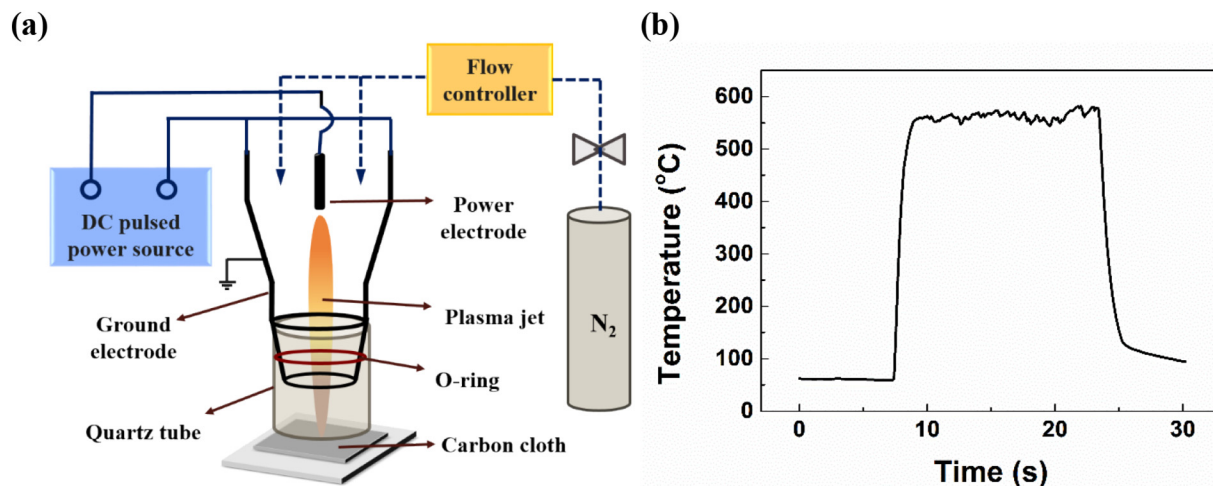 (a)
Flow
controller
DC pulsed
power source
Power
electrode
Ground
electrode
Plasma jet
N₂
O-ring
Quartz tube
Carbon cloth
(b)
Temperature (°C)
600
500
400
300
200
100
0
0 10 20 30
Time (s)